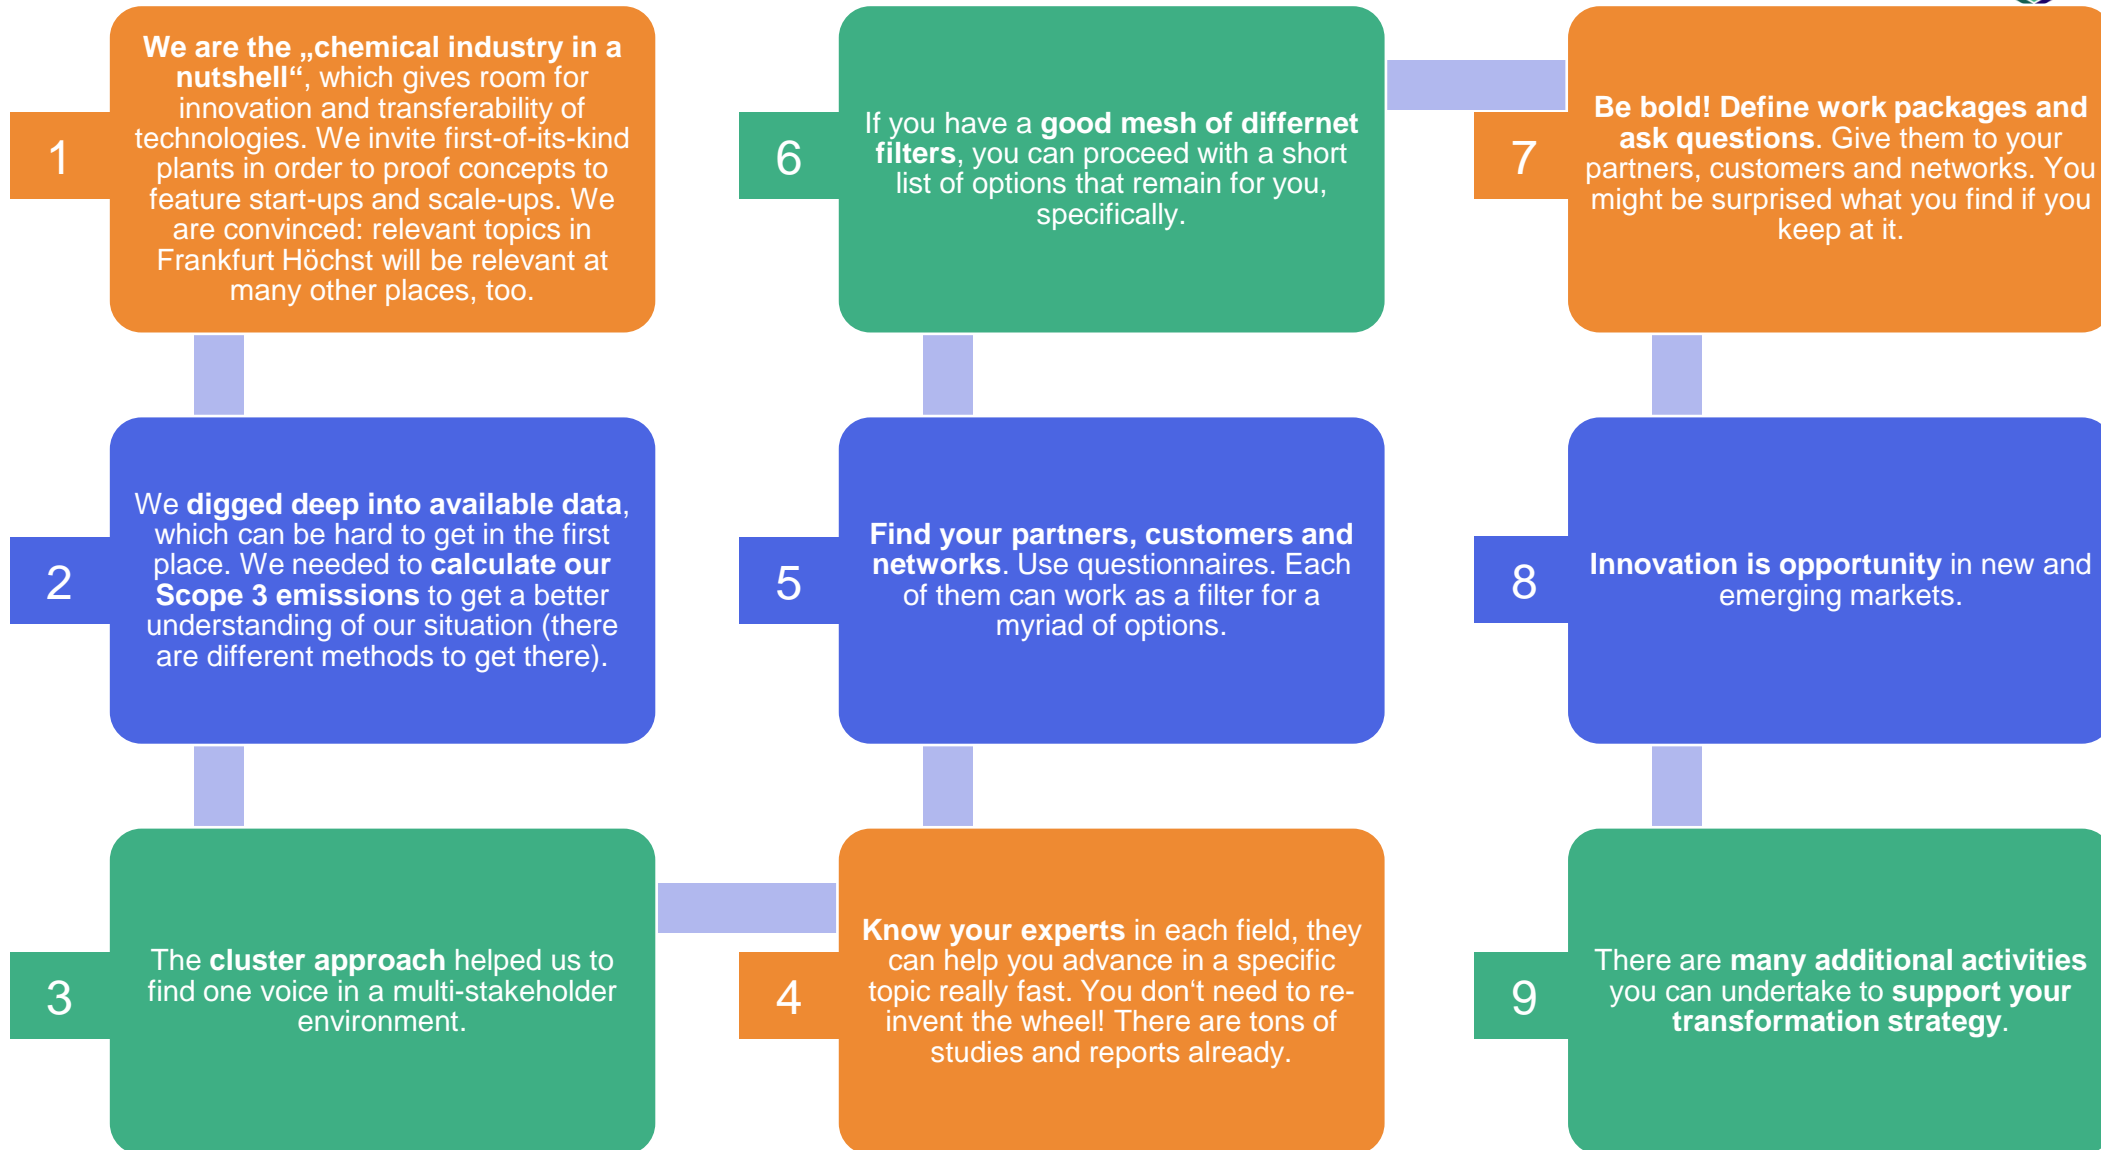 1
We are the „chemical industry in a
nutshell“, which gives room for
innovation and transferability of
technologies. We invite first-of-its-kind
plants in order to proof concepts to
feature start-ups and scale-ups. We
are convinced: relevant topics in
Frankfurt Höchst will be relevant at
many other places, too.
2
We digged deep into available data,
which can be hard to get in the first
place. We needed to calculate our
Scope 3 emissions to get a better
understanding of our situation (there
are different methods to get there).
3
The cluster approach helped us to
find one voice in a multi-stakeholder
environment.
4
Know your experts in each field, they
can help you advance in a specific
topic really fast. You don‘t need to re-
invent the wheel! There are tons of
studies and reports already.
5
Find your partners, customers and
networks. Use questionnaires. Each
of them can work as a filter for a
myriad of options.
6
If you have a good mesh of differnet
filters, you can proceed with a short
list of options that remain for you,
specifically.
7
Be bold! Define work packages and
ask questions. Give them to your
partners, customers and networks. You
might be surprised what you find if you
keep at it.
8
Innovation is opportunity in new and
emerging markets.
9
There are many additional activities
you can undertake to support your
transformation strategy.